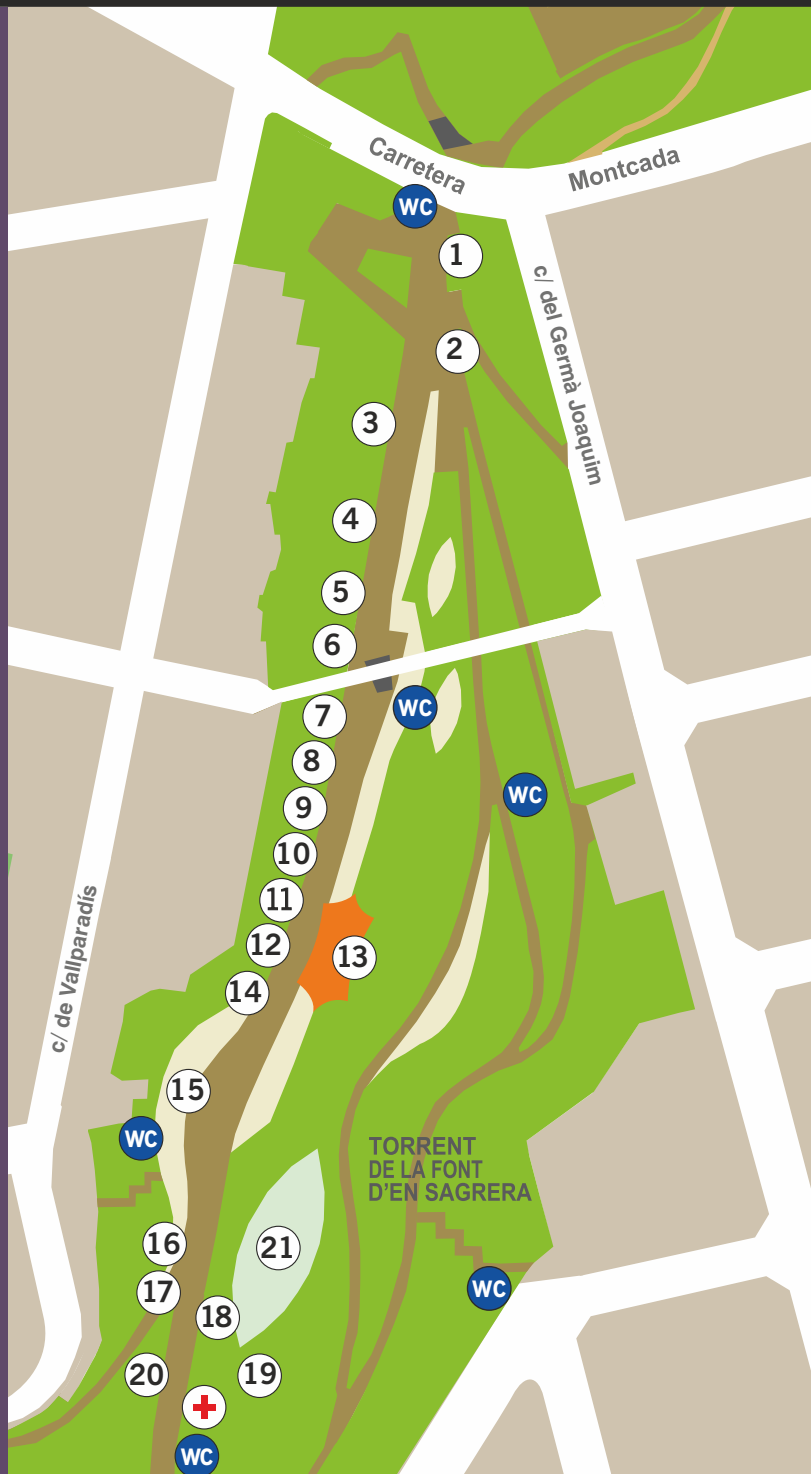 Carretera
Montcada
WC
1
c/ del Germà Joaquim
2
3
4
5
6
7
WC
8
WC
9
10
11
12
13
14
c/ de Vallparadís
15
WC
TORRENT
DE LA FONT
D'EN SAGRERA
16
21
17
WC
18
20
19
WC